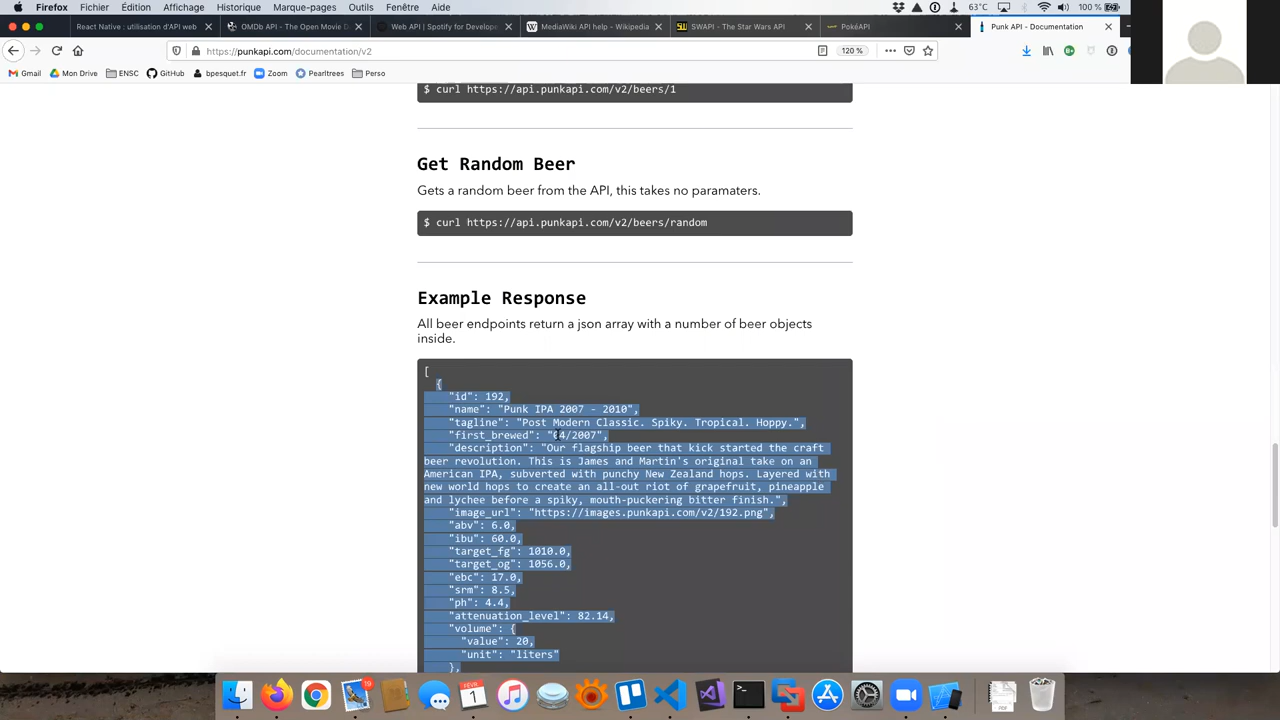 Firefox Fichier Édition Affichage Historique Marque-pages Outils Fenêtre Aide 63°C 100 %
React Native : utilisation d'API web OMDb API - The Open Movie D Web API | Spotify for Develope MediaWiki API help - Wikipedia SWAPI - The Star Wars API PokéAPI Punk API - Documentation
https://punkapi.com/documentation/v2 120 %
Gmail Mon Drive ENSC GitHub bpesquet.fr Zoom Pearltrees Perso
$ curl https://api.punkapi.com/v2/beers/1
Get Random Beer
Gets a random beer from the API, this takes no paramaters.
$ curl https://api.punkapi.com/v2/beers/random
Example Response
All beer endpoints return a json array with a number of beer objects
inside.
[
{
"id": 192,
"name": "Punk IPA 2007 - 2010",
"tagline": "Post Modern Classic. Spiky. Tropical. Hoppy.",
"first_brewed": "04/2007",
"description": "Our flagship beer that kick started the craft
beer revolution. This is James and Martin's original take on an
American IPA, subverted with punchy New Zealand hops. Layered with
new world hops to create an all-out riot of grapefruit, pineapple
and lychee before a spiky, mouth-puckering bitter finish.",
"image_url": "https://images.punkapi.com/v2/192.png",
"abv": 6.0,
"ibu": 60.0,
"target_fg": 1010.0,
"target_og": 1056.0,
"ebc": 17.0,
"srm": 8.5,
"ph": 4.4,
"attenuation_level": 82.14,
"volume": {
"value": 20,
"unit": "liters"
},